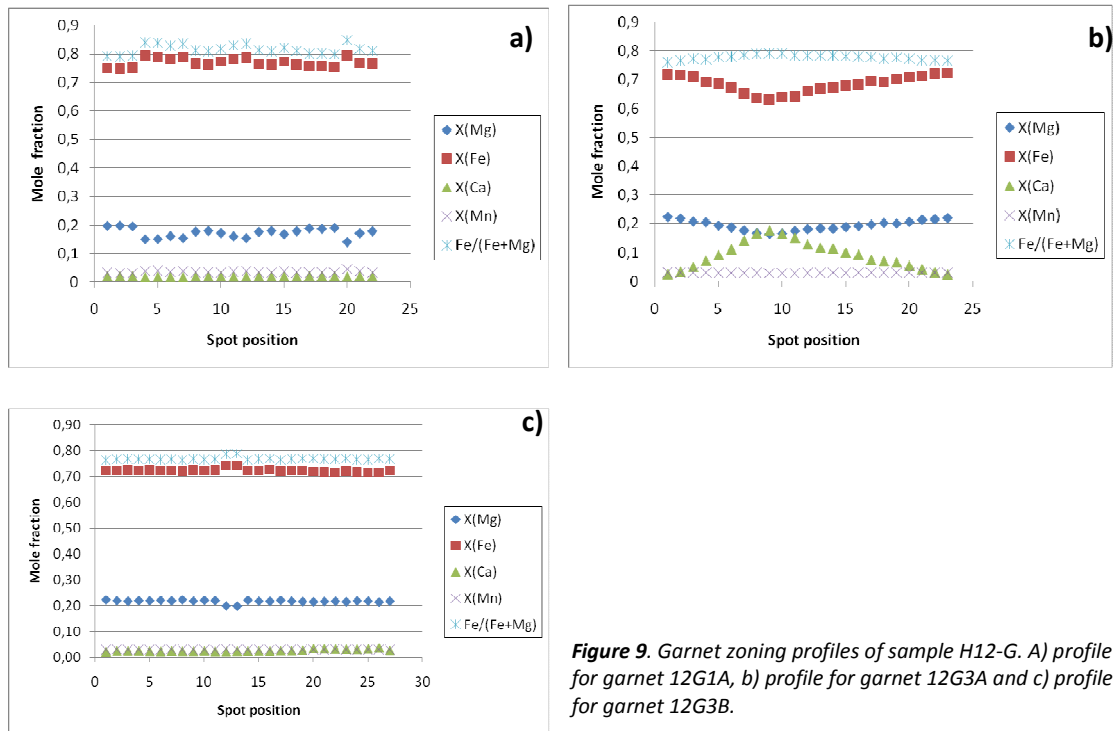 a)
0,9
0,8
0,7
0,6
0,5
0,4
0,3
0,2
0,1
0
Mole fraction
0 5 10 15 20 25
Spot position
X(Mg)
X(Fe)
X(Ca)
X(Mn)
Fe/(Fe+Mg)
b)
0,9
0,8
0,7
0,6
0,5
0,4
0,3
0,2
0,1
0
Mole fraction
0 5 10 15 20 25
Spot position
X(Mg)
X(Fe)
X(Ca)
X(Mn)
Fe/(Fe+Mg)
c)
0,90
0,80
0,70
0,60
0,50
0,40
0,30
0,20
0,10
0,00
Mole fraction
0 5 10 15 20 25 30
Spot position
X(Mg)
X(Fe)
X(Ca)
X(Mn)
Fe/(Fe+Mg)
Figure 9. Garnet zoning profiles of sample H12-G. A) profile
for garnet 12G1A, b) profile for garnet 12G3A and c) profile
for garnet 12G3B.